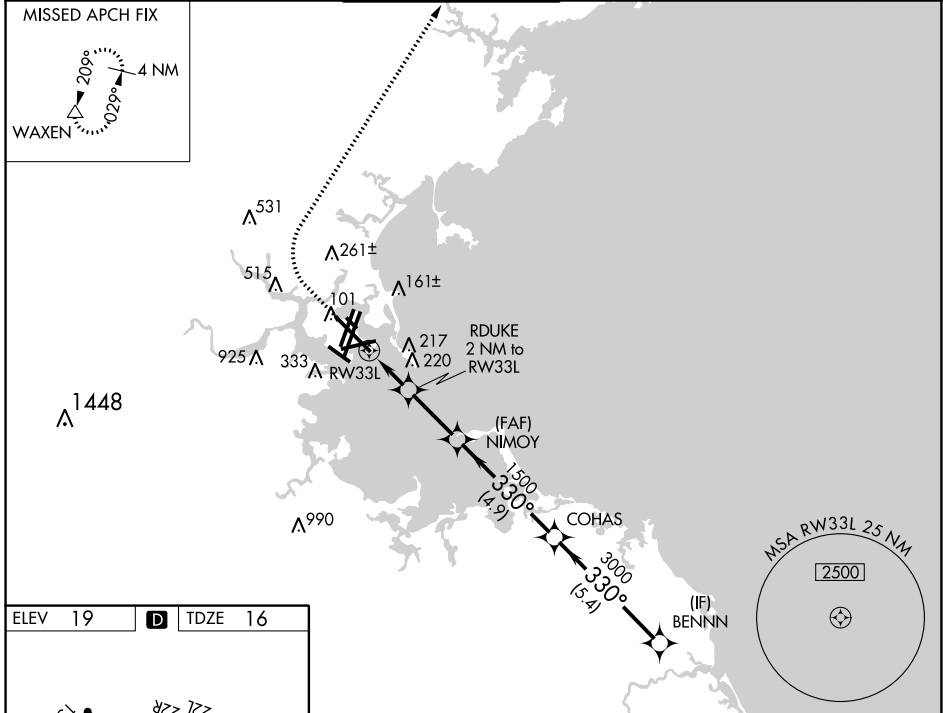 MISSED APCH FIX
209°
4 NM
029°
WAXEN
531
261±
515
161±
101
217
RDUKE
2 NM to
RW33L
925
333
220
RW33L
1448
(FAF)
NIMOY
1500
330°
(4.9)
990
COHAS
3000
330°
(5.4)
(IF)
BENNN
MSA RW33L 25 NM
2500
ELEV 19
D
TDZE 16